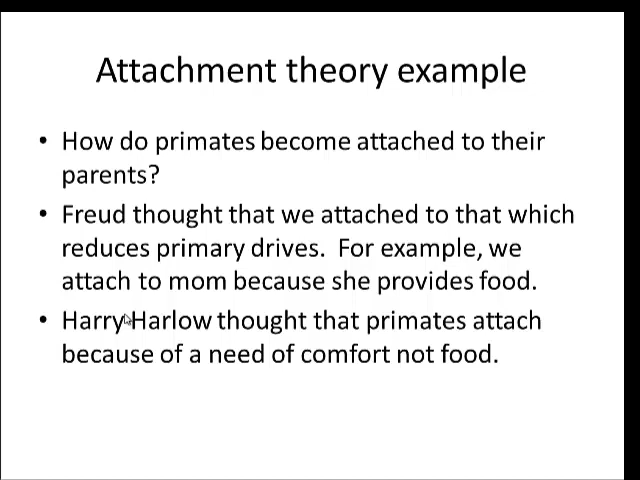 Attachment theory example
• How do primates become attached to their
parents?
• Freud thought that we attached to that which
reduces primary drives.  For example, we
attach to mom because she provides food.
• Harry Harlow thought that primates attach
because of a need of comfort not food.